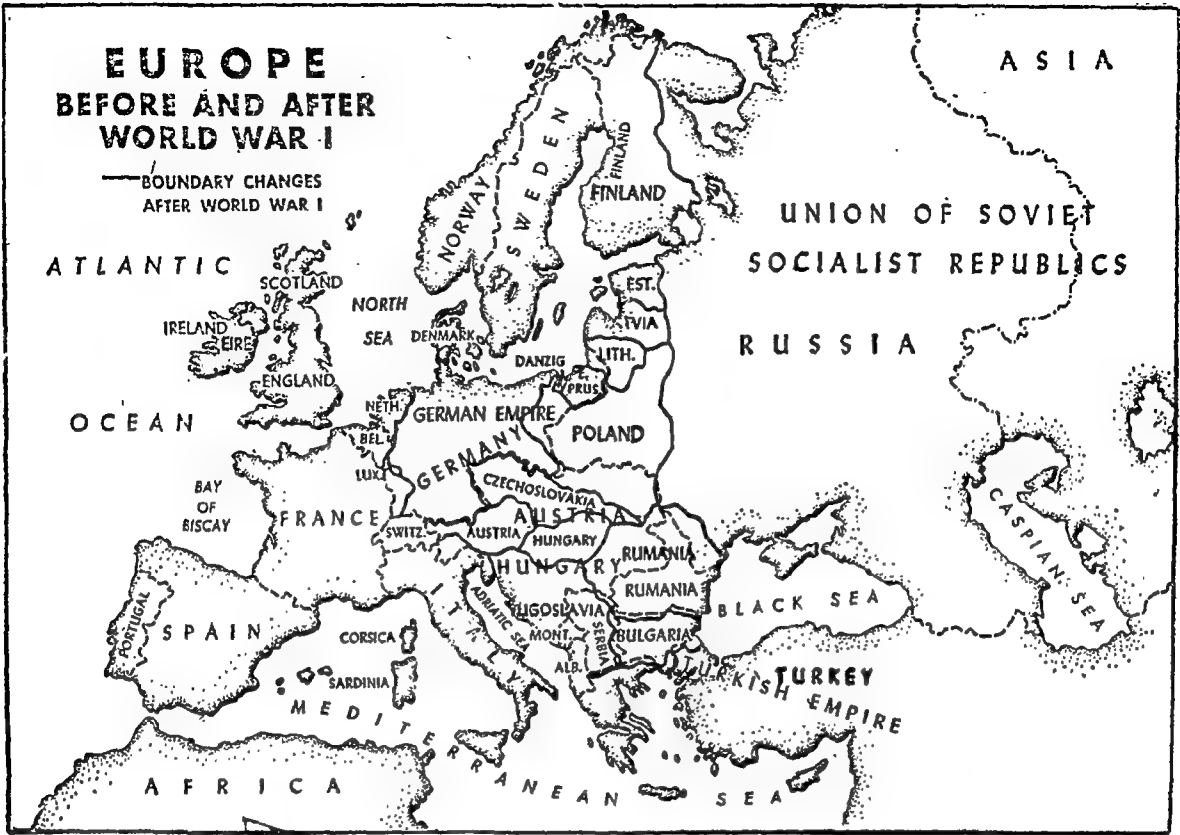 EUROPE
BEFORE AND AFTER
WORLD WAR I
BOUNDARY CHANGES
AFTER WORLD WAR I
ASIA
UNION OF SOVIET
SOCIALIST REPUBLICS
RUSSIA
ATLANTIC
OCEAN
NORTH
SEA
BAY
OF
BISCAY
SCOTLAND
IRELAND
EIRE
ENGLAND
NORWAY
SWEDEN
FINLAND
FINLAND
DENMARK
DANZIG
EST.
TVIA
LITH.
E.
PRUS.
NETH.
BEL.
LUX.
GERMAN EMPIRE
GERMANY
POLAND
CZECHOSLOVAKIA
FRANCE
SWITZ.
AUSTRIA
AUSTRIA
HUNGARY
HUNGARY
RUMANIA
RUMANIA
PORTUGAL
SPAIN
CORSICA
SARDINIA
ITALY
ADRIATIC SEA
UGOSLAVIA
MONT.
SERBIA
ALB.
BULGARIA
BLACK SEA
CASPIAN SEA
TURKEY
TURKISH EMPIRE
MEDITERRANEAN SEA
AFRICA